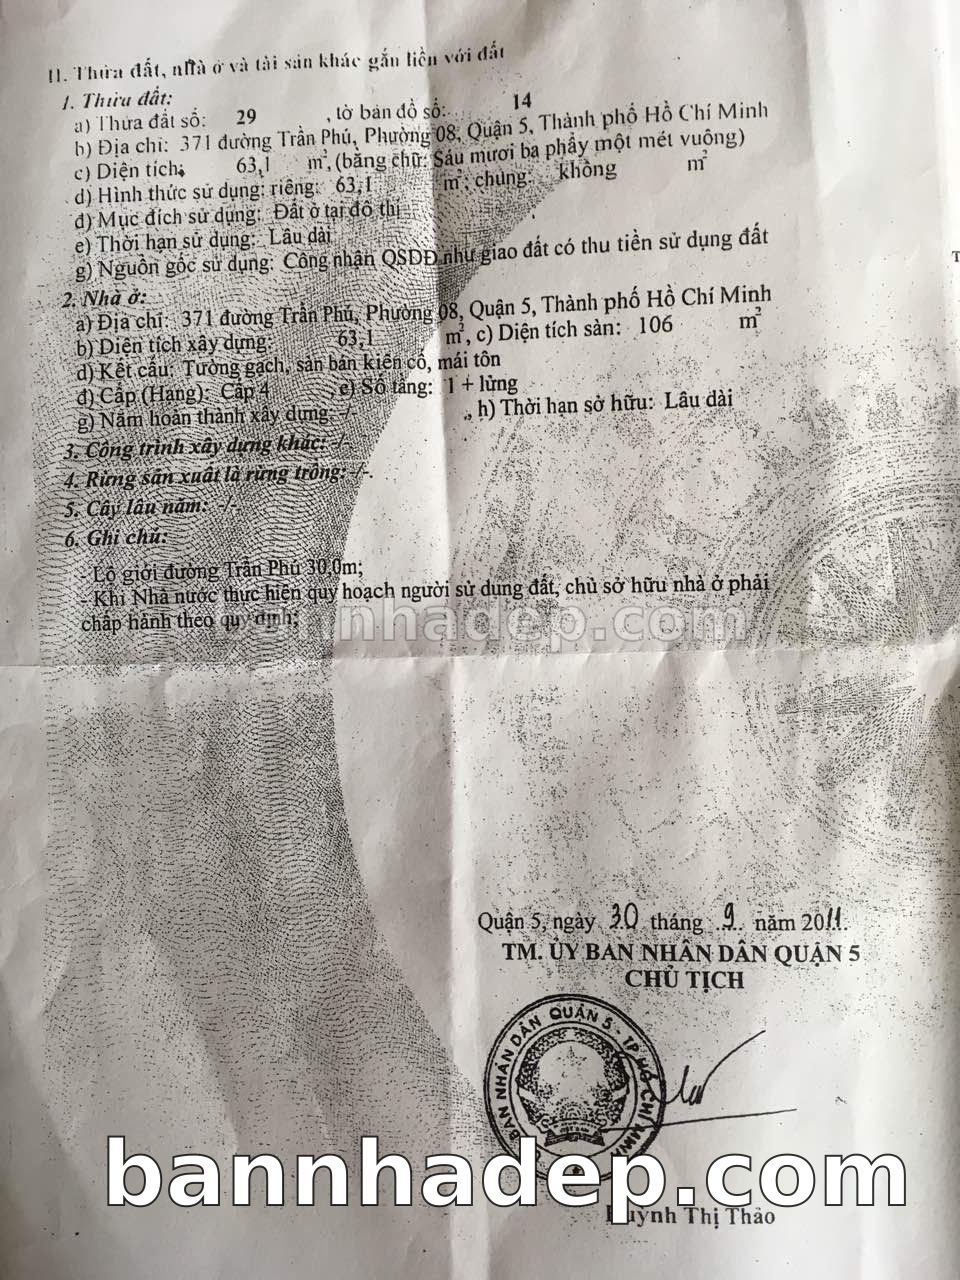 II. Thửa đất, nhà ở và tài sản khác gắn liền với đất
1. Thửa đất:
a) Thửa đất số: 29 , tờ bản đồ số: 14
b) Địa chỉ: 371 đường Trần Phú, Phường 08, Quận 5, Thành phố Hồ Chí Minh
c) Diện tích: 63,1 m², (bằng chữ: Sáu mươi ba phẩy một mét vuông)
d) Hình thức sử dụng: riêng: 63,1 m²; chung: không m²
đ) Mục đích sử dụng: Đất ở tại đô thị
e) Thời hạn sử dụng: Lâu dài
g) Nguồn gốc sử dụng: Công nhận QSDĐ như giao đất có thu tiền sử dụng đất
2. Nhà ở:
a) Địa chỉ: 371 đường Trần Phú, Phường 08, Quận 5, Thành phố Hồ Chí Minh
b) Diện tích xây dựng: 63,1 m², c) Diện tích sàn: 106 m²
d) Kết cấu: Tường gạch, sàn bán kiên cố, mái tôn
đ) Cấp (Hạng): Cấp 4 , e) Số tầng: 1 + lửng
g) Năm hoàn thành xây dựng: -/- , h) Thời hạn sở hữu: Lâu dài
3. Công trình xây dựng khác: -/-
4. Rừng sản xuất là rừng trồng: -/-.
5. Cây lâu năm: -/-
6. Ghi chú:
- Lộ giới đường Trần Phú 30,0m;
- Khi Nhà nước thực hiện quy hoạch người sử dụng đất, chủ sở hữu nhà ở phải
chấp hành theo quy định;
bannhadep.com
Quận 5, ngày 30 tháng 9 năm 2011.
TM. ỦY BAN NHÂN DÂN QUẬN 5
CHỦ TỊCH
ỦY BAN NHÂN DÂN QUẬN 5 - TP HỒ CHÍ MINH
bannhadep.com
Huỳnh Thị Thảo